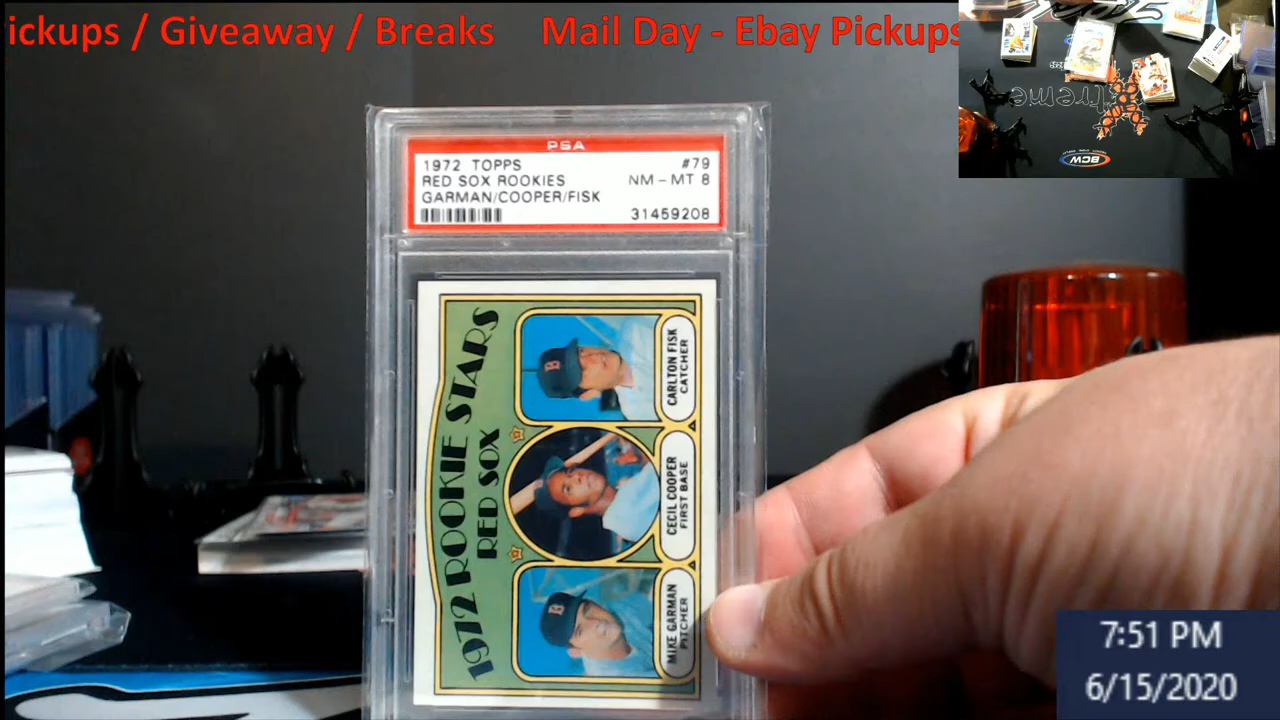 ickups / Giveaway / Breaks Mail Day - Ebay Pickups
PSA
1972 TOPPS #79
RED SOX ROOKIES NM-MT 8
GARMAN/COOPER/FISK
31459208
1972 ROOKIE STARS
RED SOX
CARLTON FISK
CATCHER
CECIL COOPER
FIRST BASE
MIKE GARMAN
PITCHER
B
B
xtreme
BCW
7:51 PM
6/15/2020